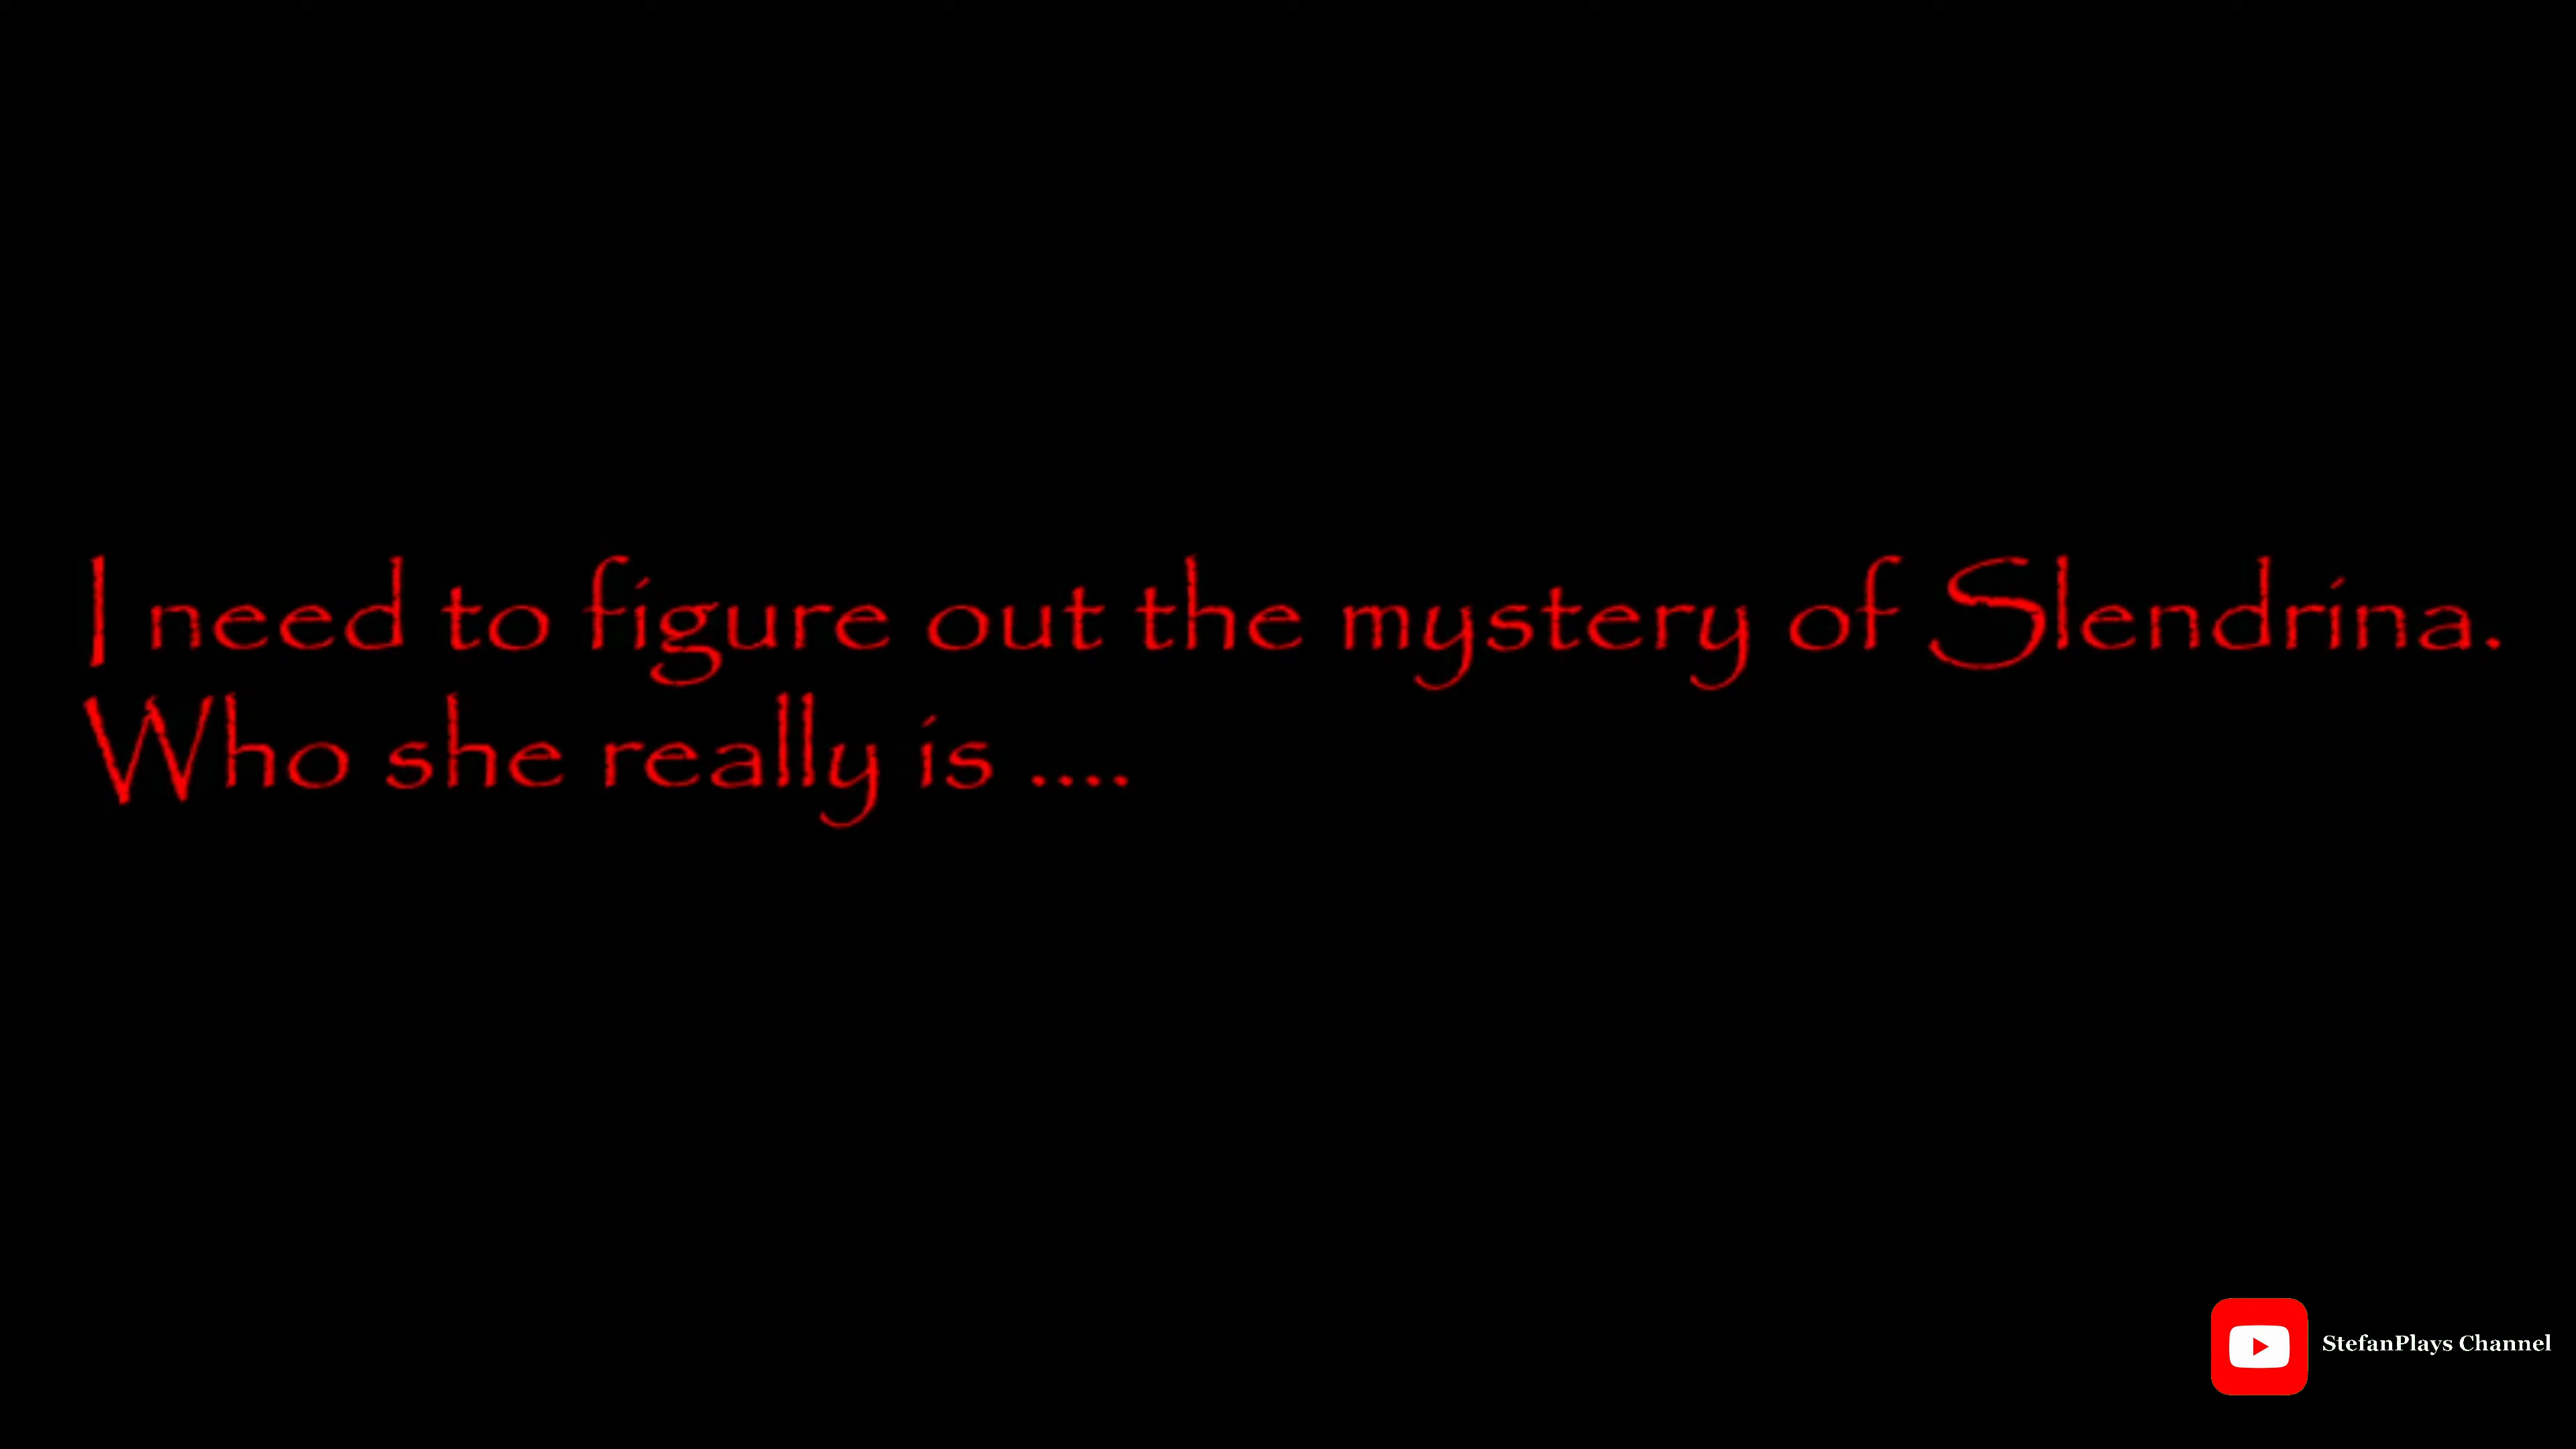 I need to figure out the mystery of Slendrina.
Who she really is ....
StefanPlays Channel